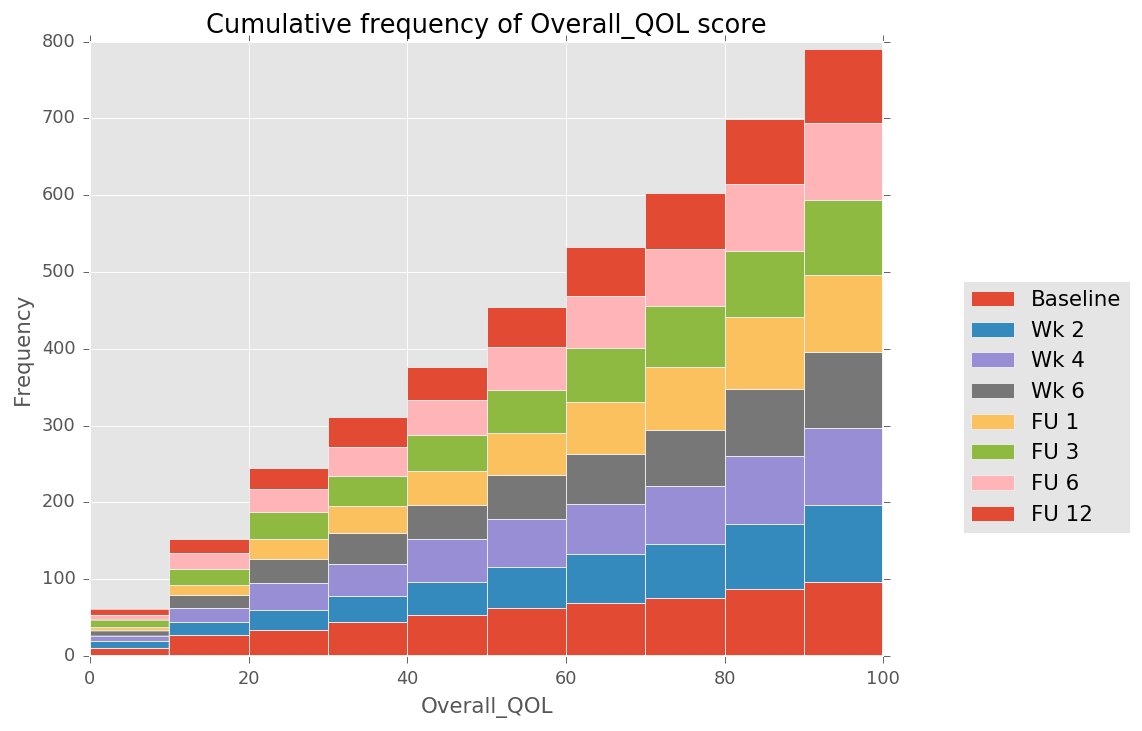 Cumulative frequency of Overall_QOL score
800
700
600
500
400
300
200
100
0
Frequency
0 20 40 60 80 100
Overall_QOL
Baseline
Wk 2
Wk 4
Wk 6
FU 1
FU 3
FU 6
FU 12